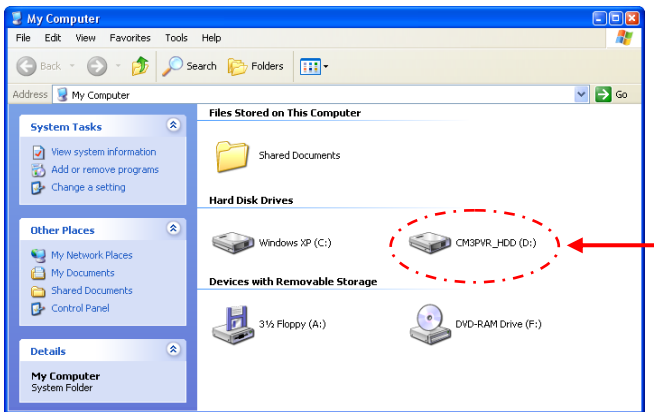 My Computer
File Edit View Favorites Tools Help
Back Search Folders
Address My Computer Go
System Tasks
View system information
Add or remove programs
Change a setting
Other Places
My Network Places
My Documents
Shared Documents
Control Panel
Details
My Computer
System Folder
Files Stored on This Computer
Shared Documents
Hard Disk Drives
Windows XP (C:)
CM3PVR_HDD (D:)
Devices with Removable Storage
3½ Floppy (A:)
DVD-RAM Drive (F:)